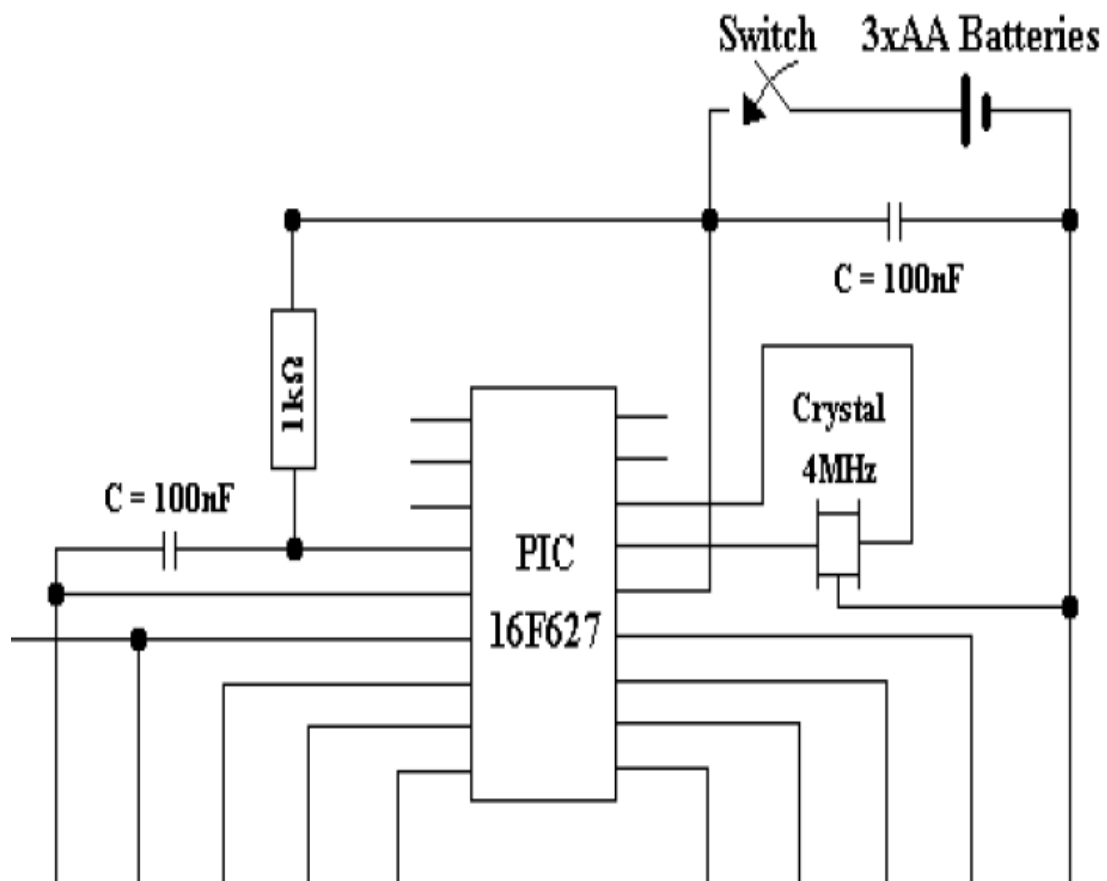 Switch
3xAA Batteries
C = 100nF
1kΩ
Crystal
4MHz
C = 100nF
PIC
16F627